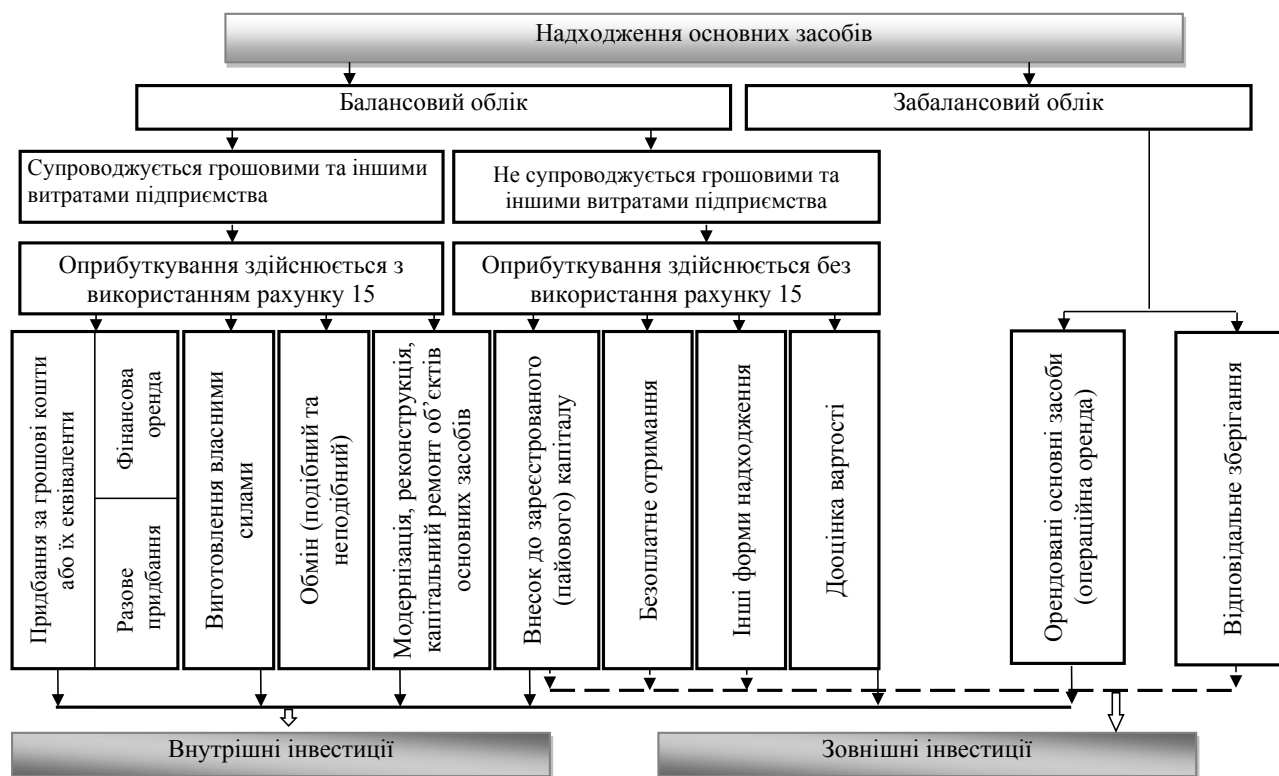 Надходження основних засобів
Балансовий облік
Забалансовий облік
Супроводжується грошовими та іншими
витратами підприємства
Не супроводжується грошовими та
іншими витратами підприємства
Оприбуткування здійснюється з
використанням рахунку 15
Оприбуткування здійснюється без
використання рахунку 15
Придбання за грошові кошти
або їх еквіваленти
Фінансова
оренда
Разове
придбання
Виготовлення власними
силами
Обмін (подібний та
неподібний)
Модернізація, реконструкція,
капітальний ремонт об’єктів
основних засобів
Внесок до зареєстрованого
(пайового) капіталу
Безоплатне отримання
Інші форми надходження
Дооцінка вартості
Орендовані основні засоби
(операційна оренда)
Відповідальне зберігання
Внутрішні інвестиції
Зовнішні інвестиції